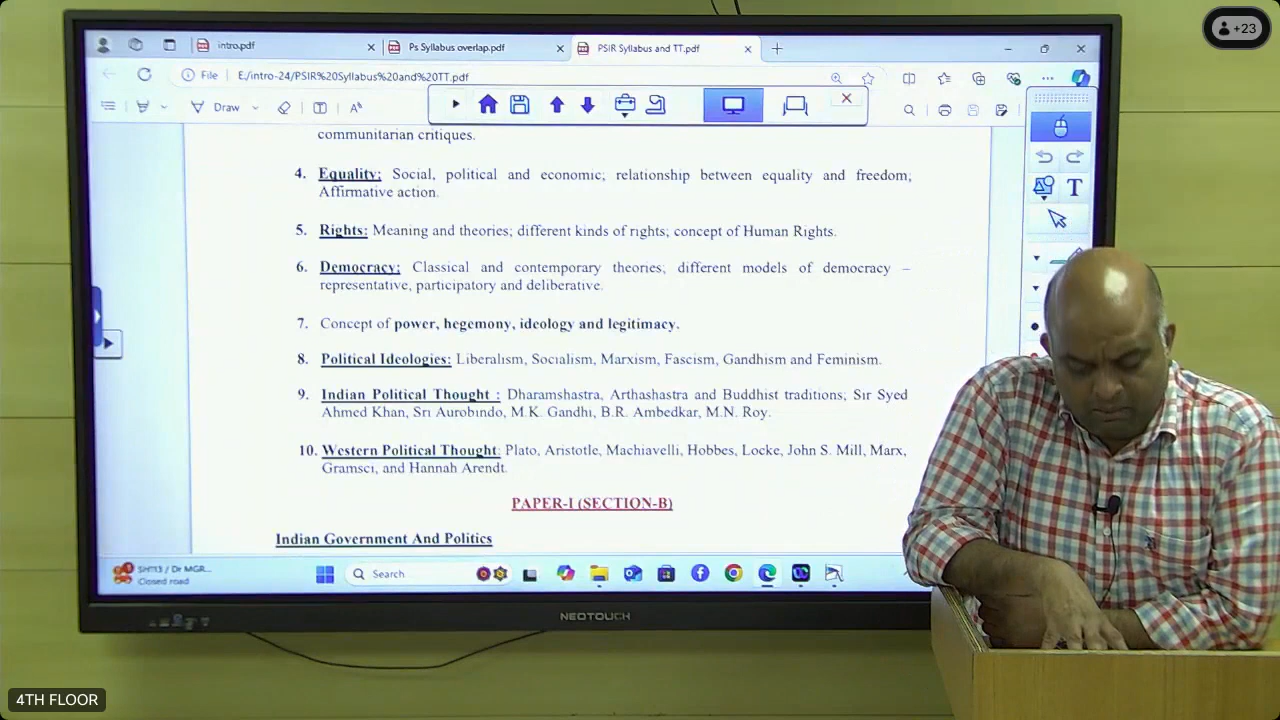 +23
intro.pdf
Ps Syllabus overlap.pdf
PSIR Syllabus and TT.pdf
File
E:/intro-24/PSIR%20Syllabus%20and%20TT.pdf
Draw
communitarian critiques.
4. Equality: Social, political and economic; relationship between equality and freedom;
Affirmative action.
5. Rights: Meaning and theories; different kinds of rights; concept of Human Rights.
6. Democracy: Classical and contemporary theories; different models of democracy –
representative, participatory and deliberative.
7. Concept of power, hegemony, ideology and legitimacy.
8. Political Ideologies: Liberalism, Socialism, Marxism, Fascism, Gandhism and Feminism.
9. Indian Political Thought : Dharamshastra, Arthashastra and Buddhist traditions; Sir Syed
Ahmed Khan, Sri Aurobindo, M.K. Gandhi, B.R. Ambedkar, M.N. Roy.
10. Western Political Thought: Plato, Aristotle, Machiavelli, Hobbes, Locke, John S. Mill, Marx,
Gramsci, and Hannah Arendt.
PAPER-I (SECTION-B)
Indian Government And Politics
SH113 / Dr MGR...
Closed road
Search
NEOTOUCH
4TH FLOOR